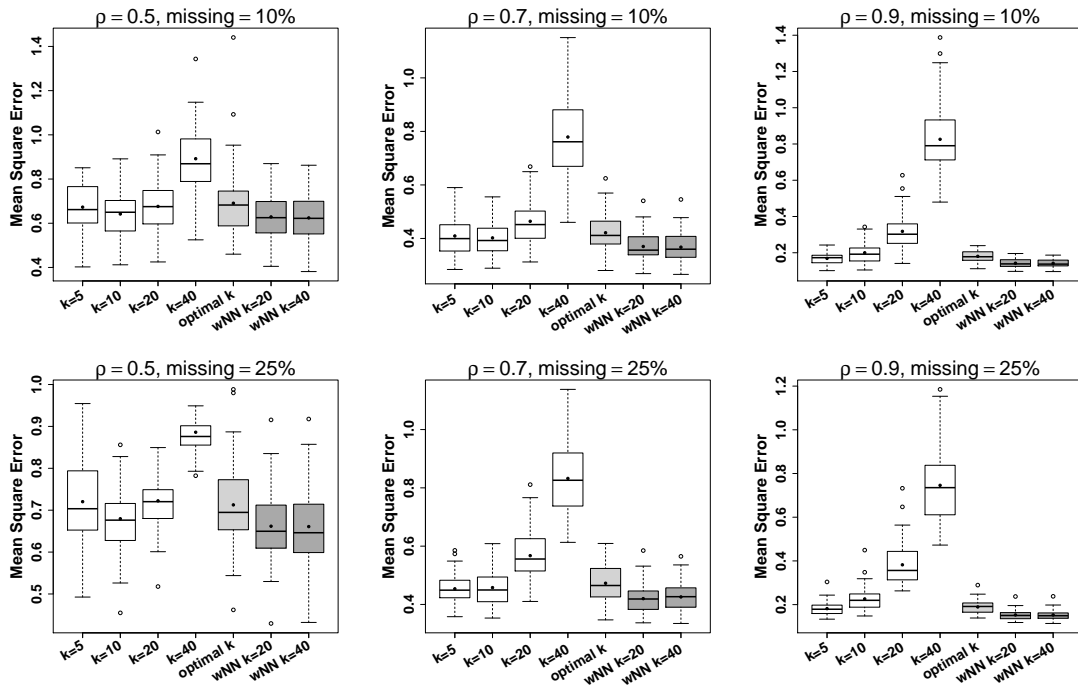 ρ = 0.5, missing = 10%
Mean Square Error
0.4 0.6 0.8 1.0 1.2 1.4
k=5 k=10 k=20 k=40 optimal k wNN k=20 wNN k=40
ρ = 0.7, missing = 10%
Mean Square Error
0.4 0.6 0.8 1.0
k=5 k=10 k=20 k=40 optimal k wNN k=20 wNN k=40
ρ = 0.9, missing = 10%
Mean Square Error
0.2 0.4 0.6 0.8 1.0 1.2 1.4
k=5 k=10 k=20 k=40 optimal k wNN k=20 wNN k=40
ρ = 0.5, missing = 25%
Mean Square Error
0.5 0.6 0.7 0.8 0.9 1.0
k=5 k=10 k=20 k=40 optimal k wNN k=20 wNN k=40
ρ = 0.7, missing = 25%
Mean Square Error
0.4 0.6 0.8 1.0
k=5 k=10 k=20 k=40 optimal k wNN k=20 wNN k=40
ρ = 0.9, missing = 25%
Mean Square Error
0.2 0.4 0.6 0.8 1.0 1.2
k=5 k=10 k=20 k=40 optimal k wNN k=20 wNN k=40